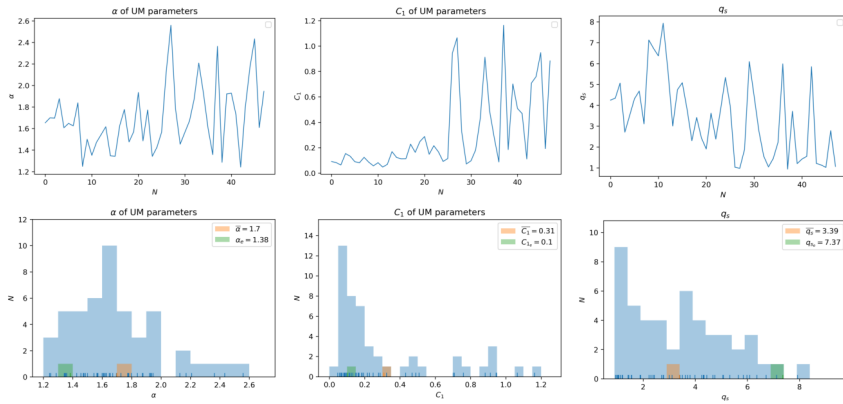 α of UM parameters
C₁ of UM parameters
qₛ
2.6
2.4
2.2
2.0
1.8
1.6
1.4
1.2
α
0 10 20 30 40
N
1.2
1.0
0.8
0.6
0.4
0.2
0.0
C₁
0 10 20 30 40
N
8
7
6
5
4
3
2
1
qₛ
0 10 20 30 40
N
α of UM parameters
C₁ of UM parameters
qₛ
12
10
8
6
4
2
0
N
1.2 1.4 1.6 1.8 2.0 2.2 2.4 2.6
α
ᾱ = 1.7
αₑ = 1.38
14
12
10
8
6
4
2
0
N
0.0 0.2 0.4 0.6 0.8 1.0 1.2
C₁
C̅₁ = 0.31
C₁ₑ = 0.1
10
8
6
4
2
0
N
2 3 4 5 6 7 8
qₛ
q̅ₛ = 3.39
qₛₑ = 7.37